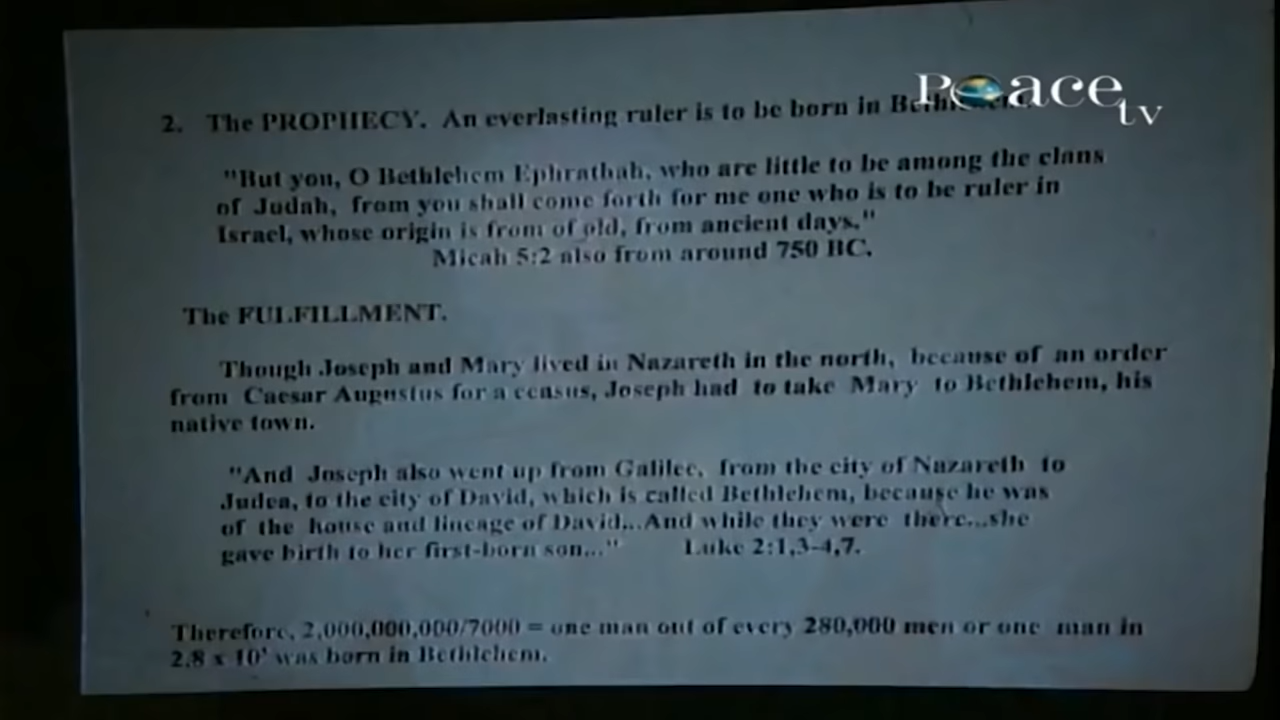 Peace tv
2. The PROPHECY. An everlasting ruler is to be born in
"But you, O Bethlehem Ephrathah, who are little to be among the clans
of Judah, from you shall come forth for me one who is to be ruler in
Israel, whose origin is from of old, from ancient days."
Micah 5:2 also from around 750 BC.
The FULFILLMENT.
Though Joseph and Mary lived in Nazareth in the north, because of an order
from Caesar Augustus for a census, Joseph had to take Mary to Bethlehem, his
native town.
"And Joseph also went up from Galilee, from the city of Nazareth to
Judea, to the city of David, which is called Bethlehem, because he was
of the house and lineage of David...And while they were there...she
gave birth to her first-born son..." Luke 2:1,3-4,7.
Therefore, 2,000,000,000/7000 = one man out of every 280,000 men or one man in
2.8 x 10⁵ was born in Bethlehem.